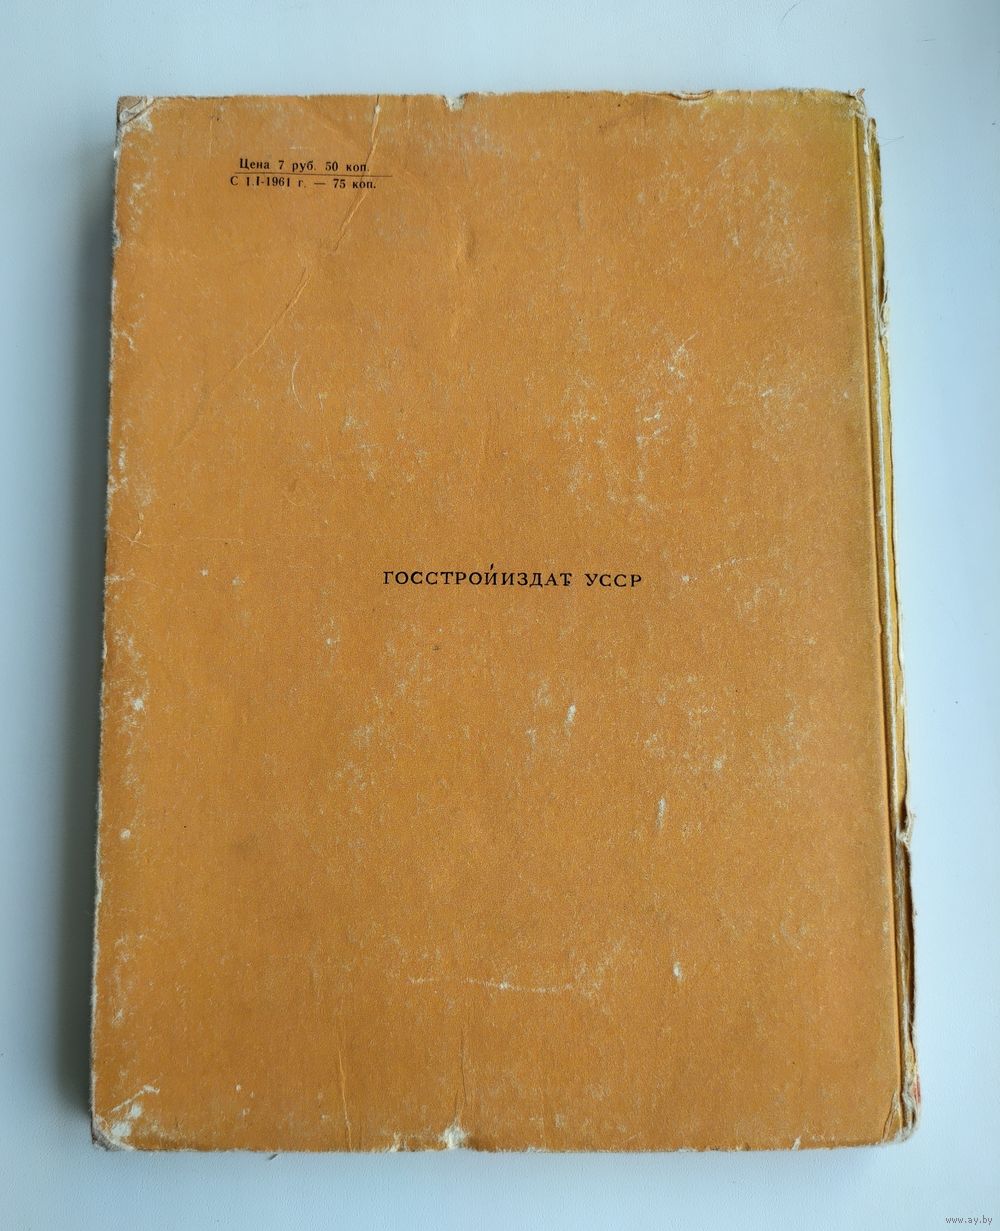 Цена 7 руб. 50 коп.
С 1.I-1961 г. — 75 коп.
ГОССТРОЙИЗДАТ УССР
www.ay.by